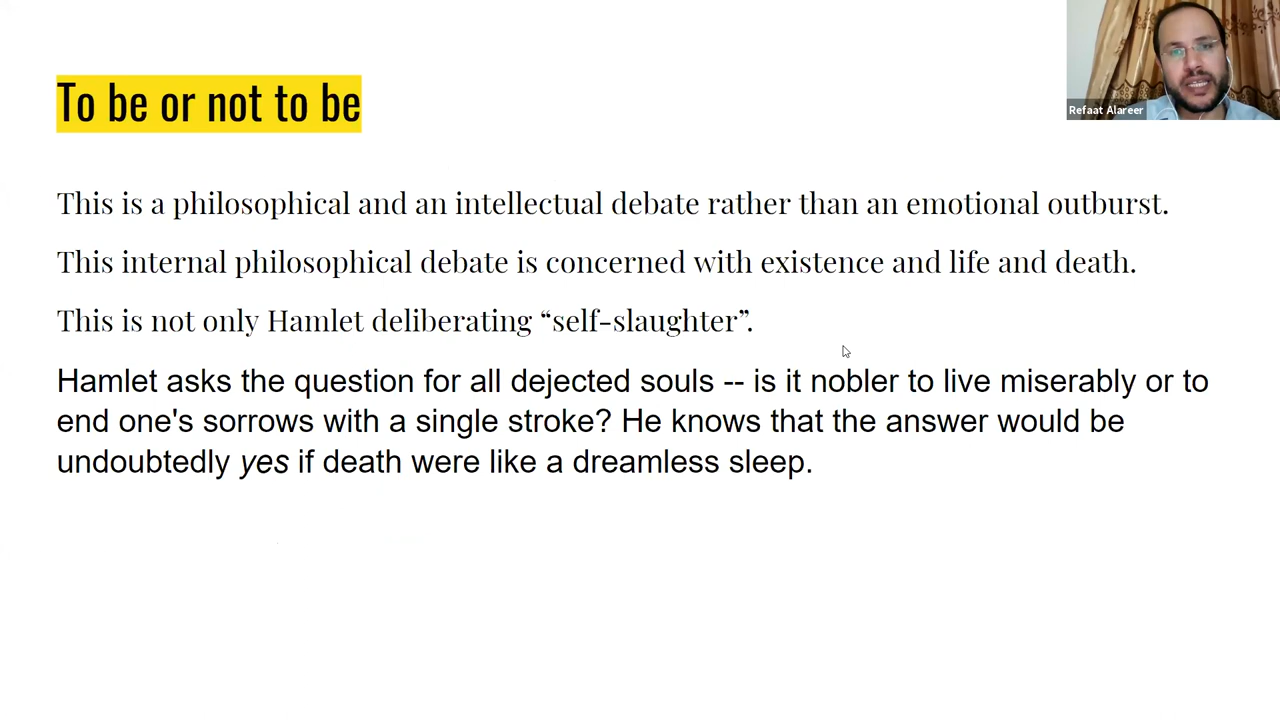 To be or not to be
Refaat Alareer
This is a philosophical and an intellectual debate rather than an emotional outburst.
This internal philosophical debate is concerned with existence and life and death.
This is not only Hamlet deliberating “self-slaughter”.
Hamlet asks the question for all dejected souls -- is it nobler to live miserably or to
end one's sorrows with a single stroke? He knows that the answer would be
undoubtedly yes if death were like a dreamless sleep.